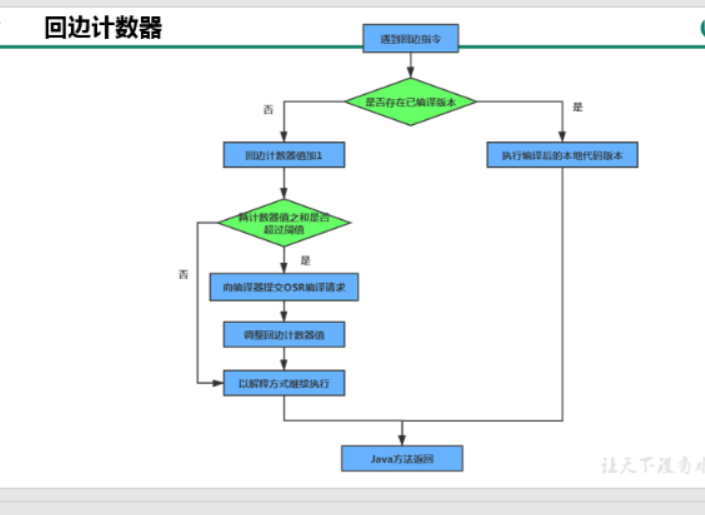 回边计数器
遇到回边指令
是否存在已编译版本
否
是
回边计数器值加1
执行编译后的本地代码版本
两计数器值之和是否
超过阈值
否
是
向编译器提交OSR编译请求
调整回边计数器值
以解释方式继续执行
Java方法返回
让天下没有